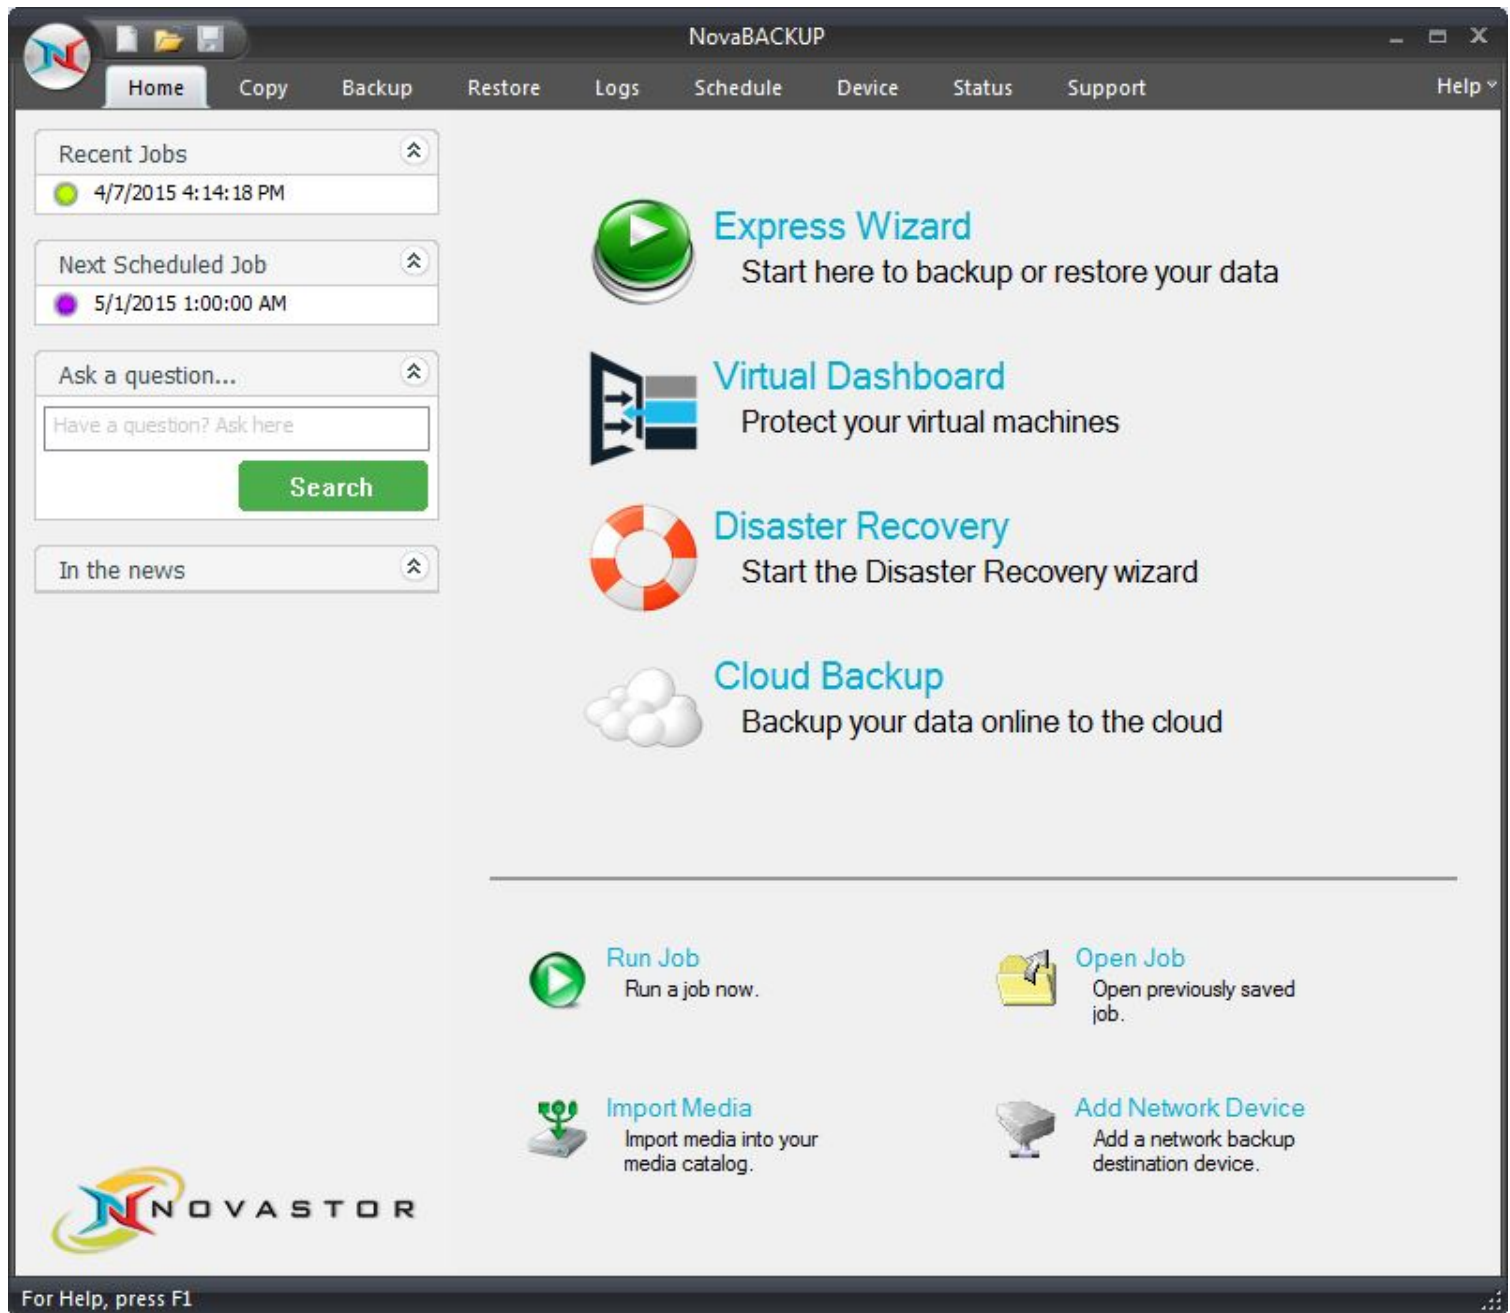 NovaBACKUP
Home Copy Backup Restore Logs Schedule Device Status Support Help
Recent Jobs
4/7/2015 4:14:18 PM
Next Scheduled Job
5/1/2015 1:00:00 AM
Ask a question...
Have a question? Ask here
Search
In the news
Express Wizard
Start here to backup or restore your data
Virtual Dashboard
Protect your virtual machines
Disaster Recovery
Start the Disaster Recovery wizard
Cloud Backup
Backup your data online to the cloud
Run Job
Run a job now.
Open Job
Open previously saved
job.
Import Media
Import media into your
media catalog.
Add Network Device
Add a network backup
destination device.
NOVASTOR
For Help, press F1